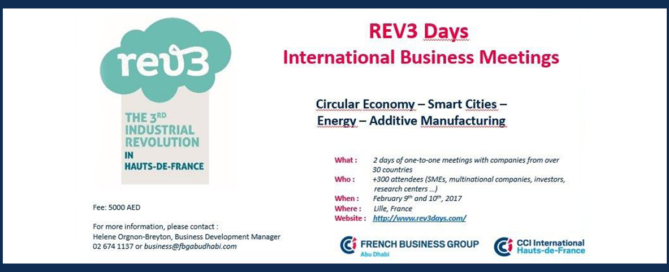 REV3 Days
International Business Meetings
rev3
THE 3RD
INDUSTRIAL
REVOLUTION
IN
HAUTS-DE-FRANCE
Circular Economy – Smart Cities –
Energy – Additive Manufacturing
What : 2 days of one-to-one meetings with companies from over
30 countries
Who : +300 attendees (SMEs, multinational companies, investors,
research centers ...)
When : February 9th and 10th, 2017
Where : Lille, France
Website : http://www.rev3days.com/
Fee: 5000 AED
For more information, please contact :
Helene Orgnon-Breyton, Business Development Manager
02 674 1137 or business@fbgabudhabi.com
FRENCH BUSINESS GROUP
Abu Dhabi
CCI International
Hauts-de-France